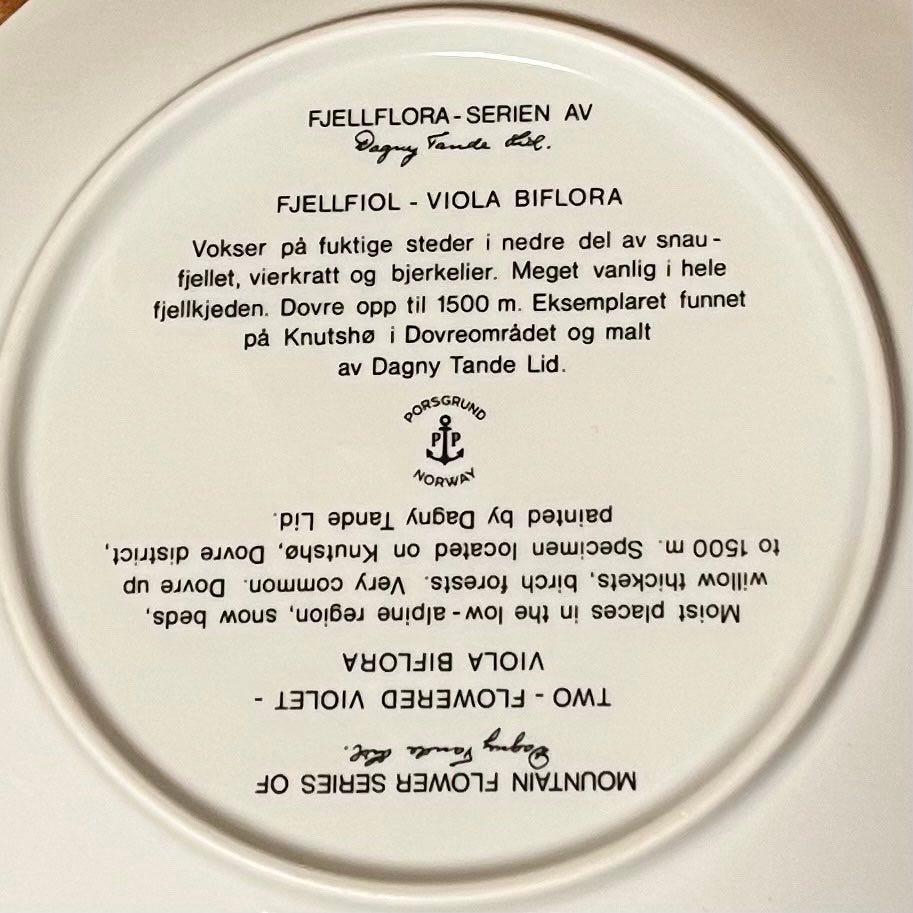 FJELLFLORA-SERIEN AV
Dagny Tande Lid.
FJELLFIOL - VIOLA BIFLORA
Vokser på fuktige steder i nedre del av snau-
fjellet, vierkratt og bjerkelier. Meget vanlig i hele
fjellkjeden. Dovre opp til 1500 m. Eksemplaret funnet
på Knutshø i Dovreområdet og malt
av Dagny Tande Lid.
PORSGRUND
PP
NORWAY
MOUNTAIN FLOWER SERIES OF
Dagny Tande Lid.
TWO-FLOWERED VIOLET -
VIOLA BIFLORA
Moist places in the low-alpine region, snow beds,
willow thickets, birch forests. Very common. Dovre up
to 1500 m. Specimen located on Knutshø, Dovre district,
painted by Dagny Tande Lid.